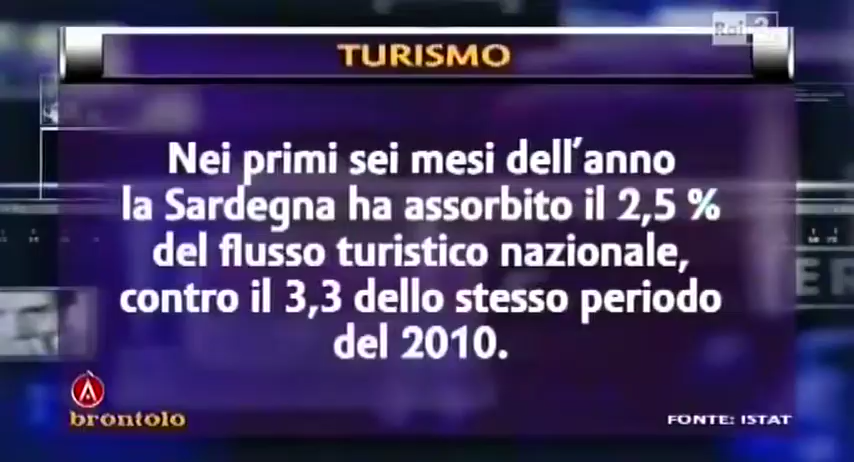 Rai 2
TURISMO
Nei primi sei mesi dell'anno
la Sardegna ha assorbito il 2,5 %
del flusso turistico nazionale,
contro il 3,3 dello stesso periodo
del 2010.
brontolo
FONTE: ISTAT